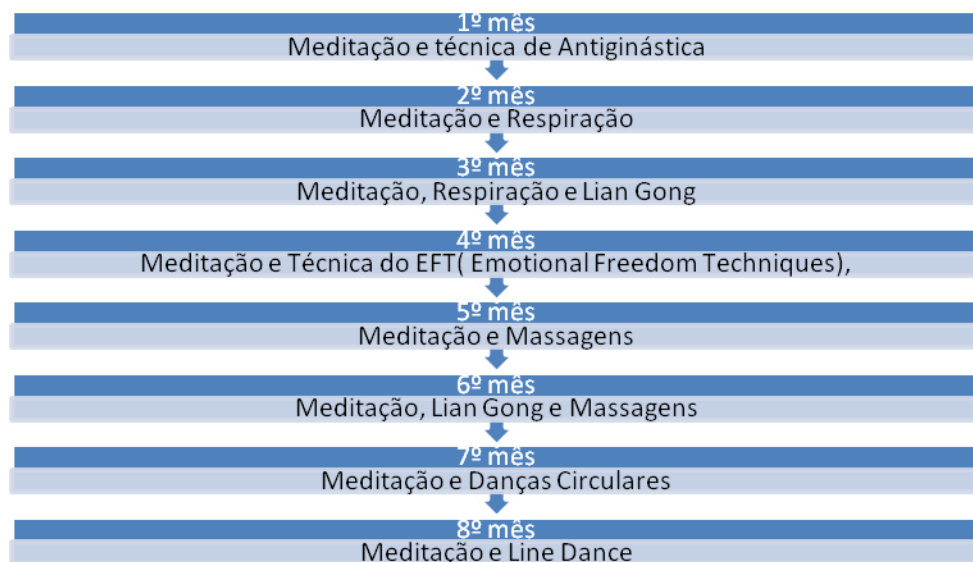 1º mês
Meditação e técnica de Antiginástica
2º mês
Meditação e Respiração
3º mês
Meditação, Respiração e Lian Gong
4º mês
Meditação e Técnica do EFT( Emotional Freedom Techniques),
5º mês
Meditação e Massagens
6º mês
Meditação, Lian Gong e Massagens
7º mês
Meditação e Danças Circulares
8º mês
Meditação e Line Dance